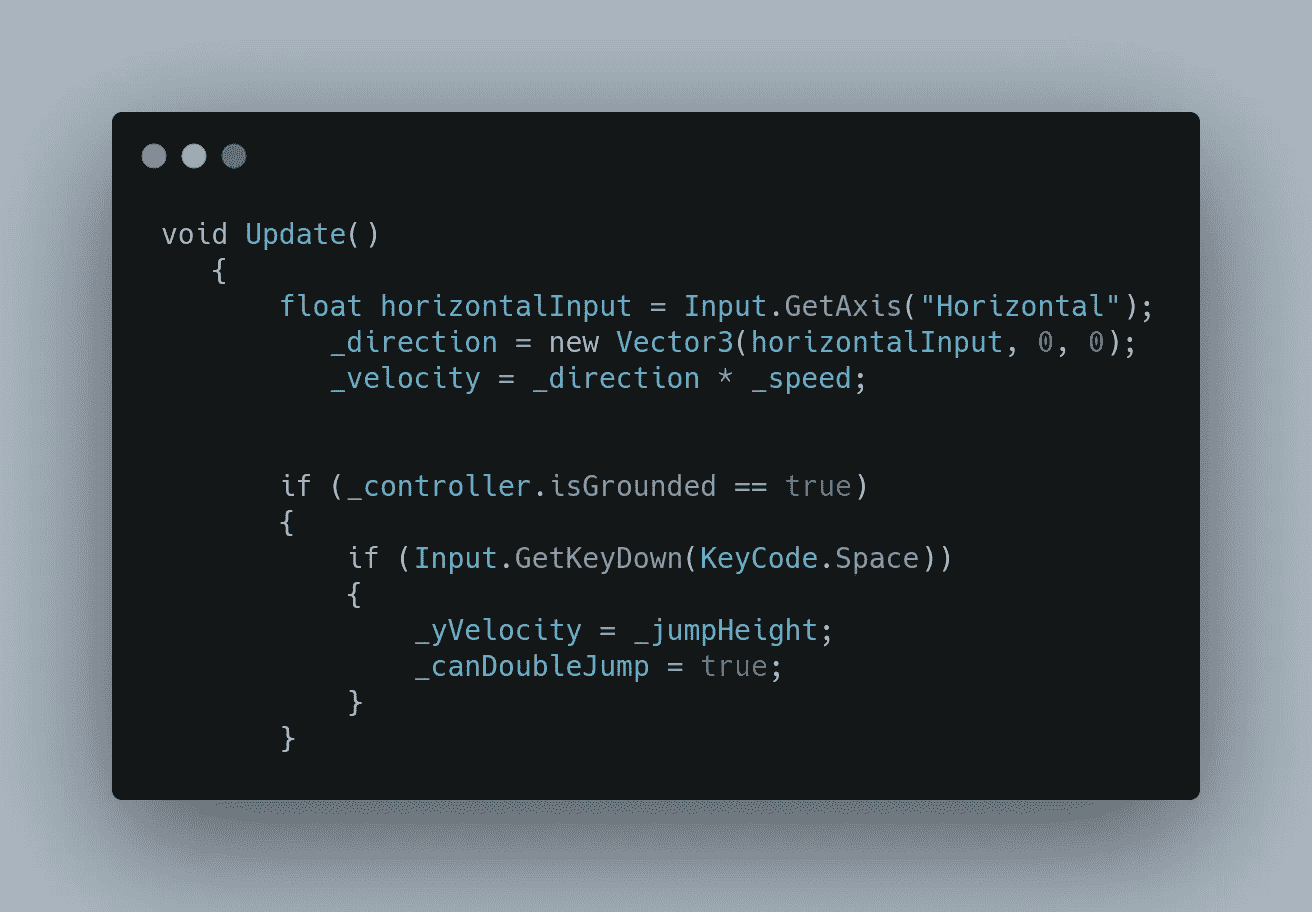 void Update()
{
float horizontalInput = Input.GetAxis("Horizontal");
_direction = new Vector3(horizontalInput, 0, 0);
_velocity = _direction * _speed;
if (_controller.isGrounded == true)
{
if (Input.GetKeyDown(KeyCode.Space))
{
_yVelocity = _jumpHeight;
_canDoubleJump = true;
}
}